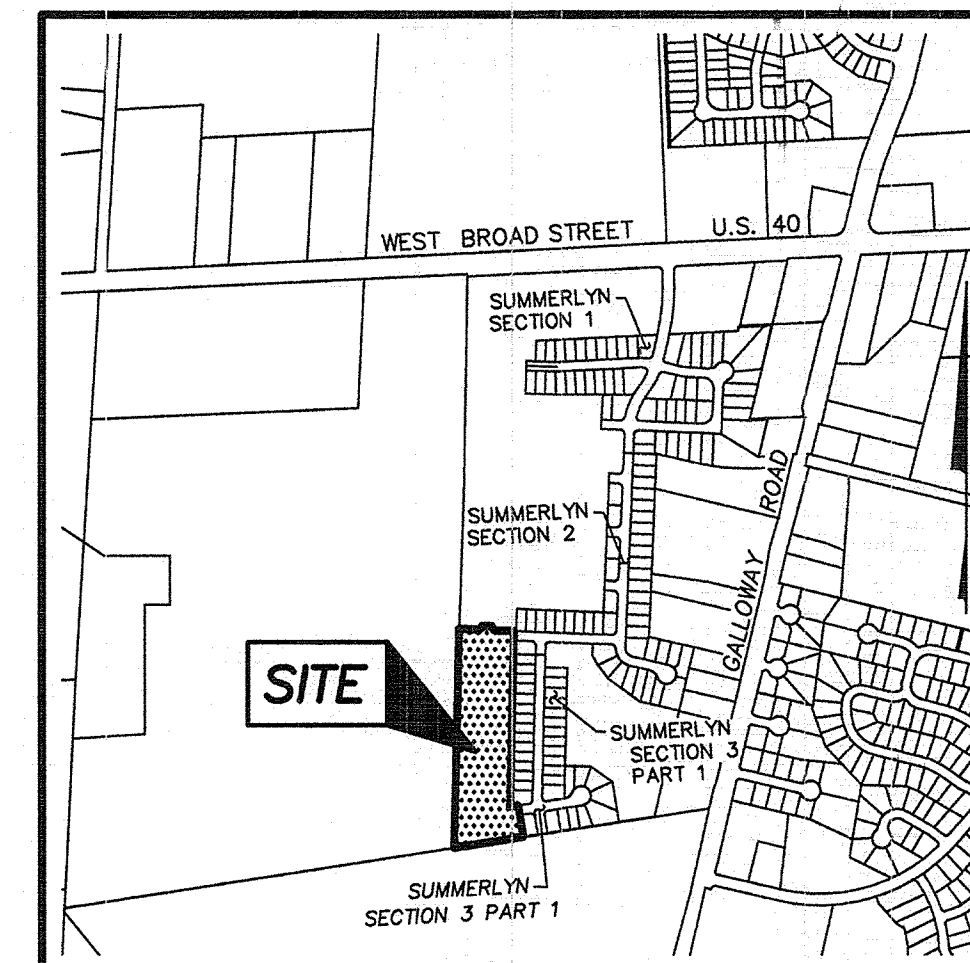 WEST BROAD STREET U.S. 40
SUMMERLYN
SECTION 1
SUMMERLYN
SECTION 2
GALLOWAY ROAD
SITE
SUMMERLYN
SECTION 3
PART 1
SUMMERLYN
SECTION 3 PART 1